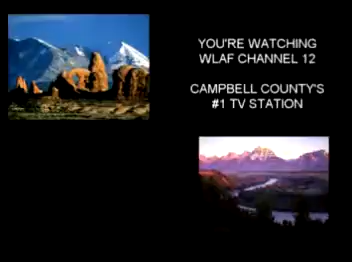 YOU'RE WATCHING
WLAF CHANNEL 12
CAMPBELL COUNTY'S
#1 TV STATION